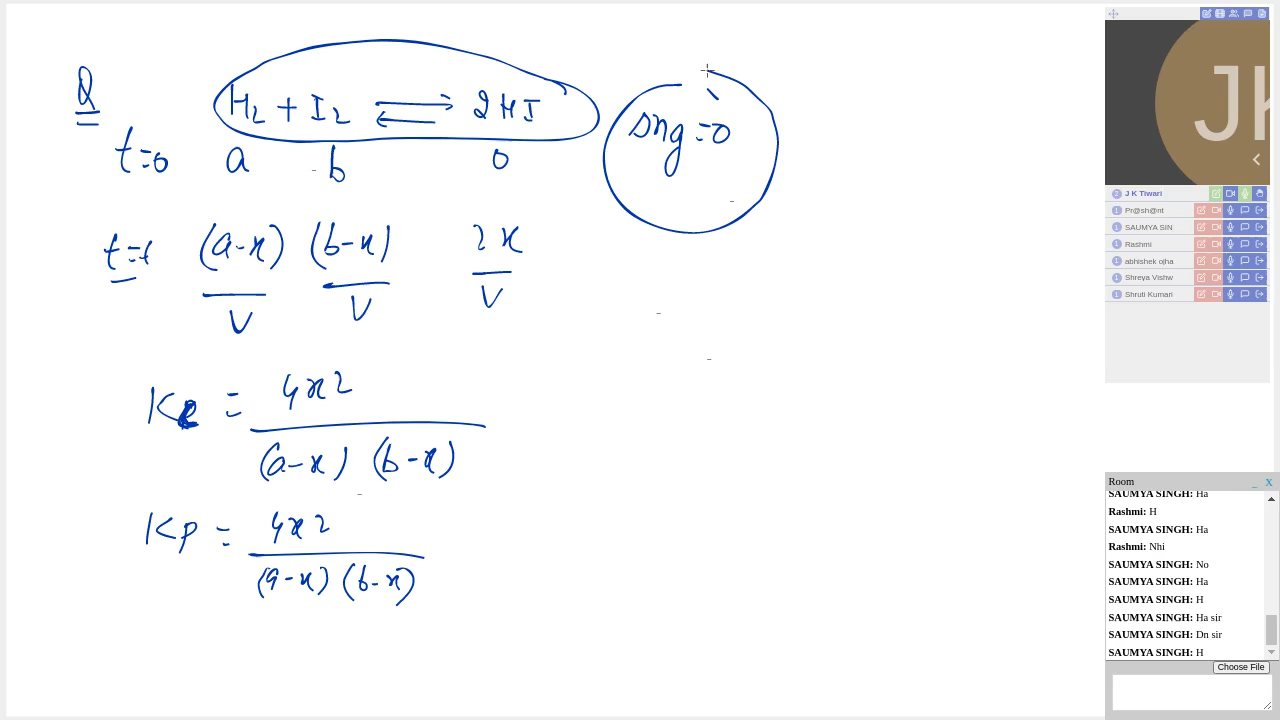 Q
H2 + I2 ⇌ 2HI
Δng = 0
t=0 a b 0
t=t (a-x)/V (b-x)/V 2x/V
Kc = 4x2 / (a-x) (b-x)
Kp = 4x2 / (a-x) (b-x)
JK
J K Tiwari
Pr@sh@nt
SAUMYA SIN
Rashmi
abhishek ojha
Shreya Vishw
Shruti Kumari
Room _ X
SAUMYA SINGH: Ha
Rashmi: H
SAUMYA SINGH: Ha
Rashmi: Nhi
SAUMYA SINGH: No
SAUMYA SINGH: Ha
SAUMYA SINGH: H
SAUMYA SINGH: Ha sir
SAUMYA SINGH: Dn sir
SAUMYA SINGH: H
Choose File